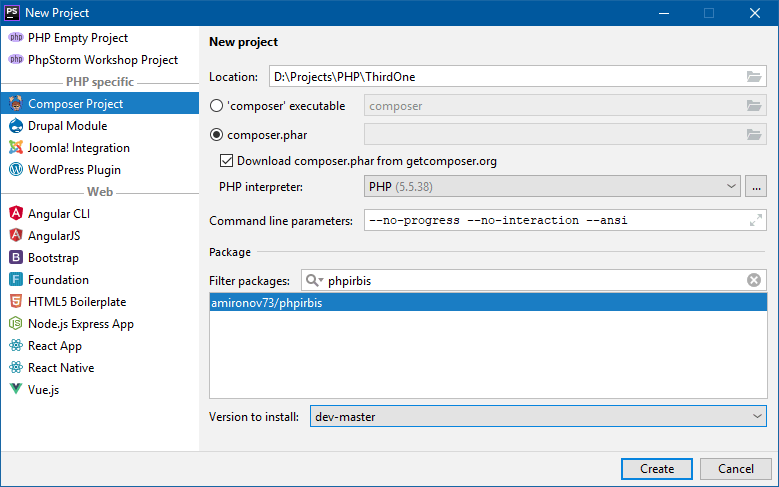 PS New Project
php PHP Empty Project
php PhpStorm Workshop Project
PHP specific
Composer Project
Drupal Module
Joomla! Integration
WordPress Plugin
Web
Angular CLI
AngularJS
Bootstrap
Foundation
HTML5 Boilerplate
Node.js Express App
React App
React Native
Vue.js
New project
Location: D:\Projects\PHP\ThirdOne
'composer' executable composer
composer.phar
Download composer.phar from getcomposer.org
PHP interpreter: PHP (5.5.38) ...
Command line parameters: --no-progress --no-interaction --ansi
Package
Filter packages: phpirbis
amironov73/phpirbis
Version to install: dev-master
Create Cancel